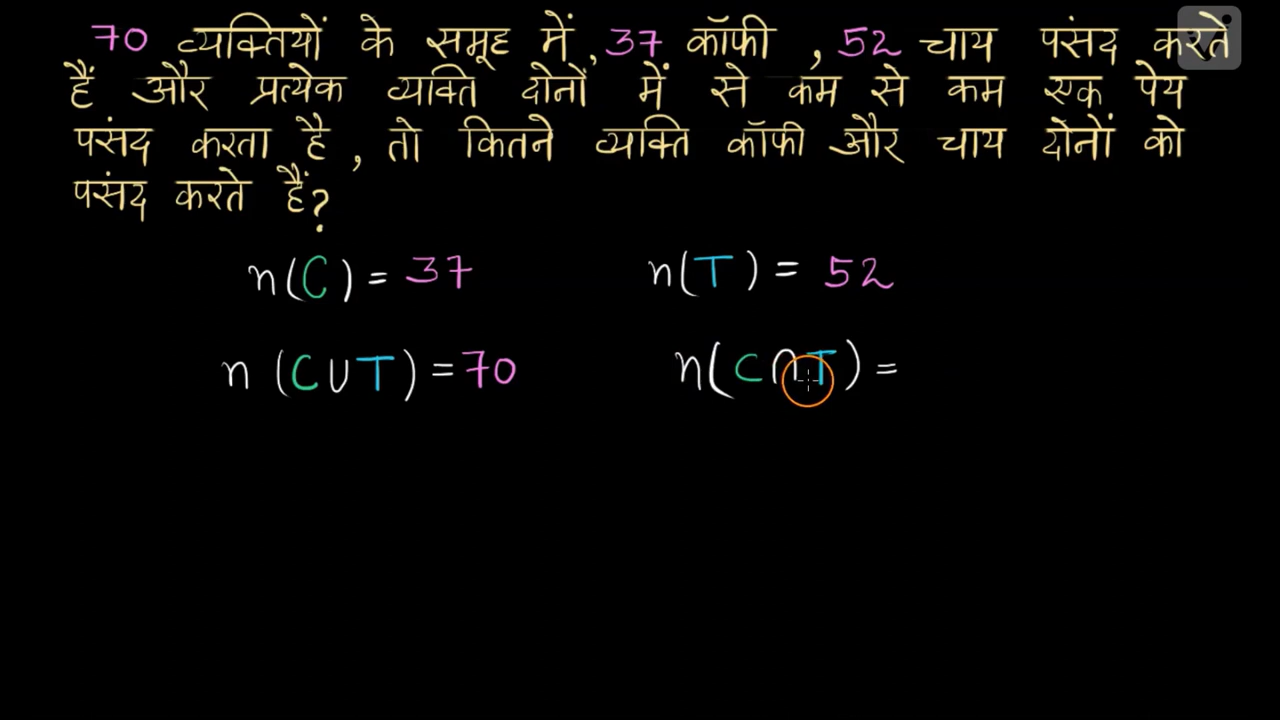 70 व्यक्तियों के समूह में, 37 कॉफी , 52 चाय पसंद करते
हैं और प्रत्येक व्यक्ति दोनों में से कम से कम एक पेय
पसंद करता है , तो कितने व्यक्ति कॉफी और चाय दोनों को
पसंद करते हैं?
n(C) = 37 n(T) = 52
n (C∪T) = 70 n(C∩T) =